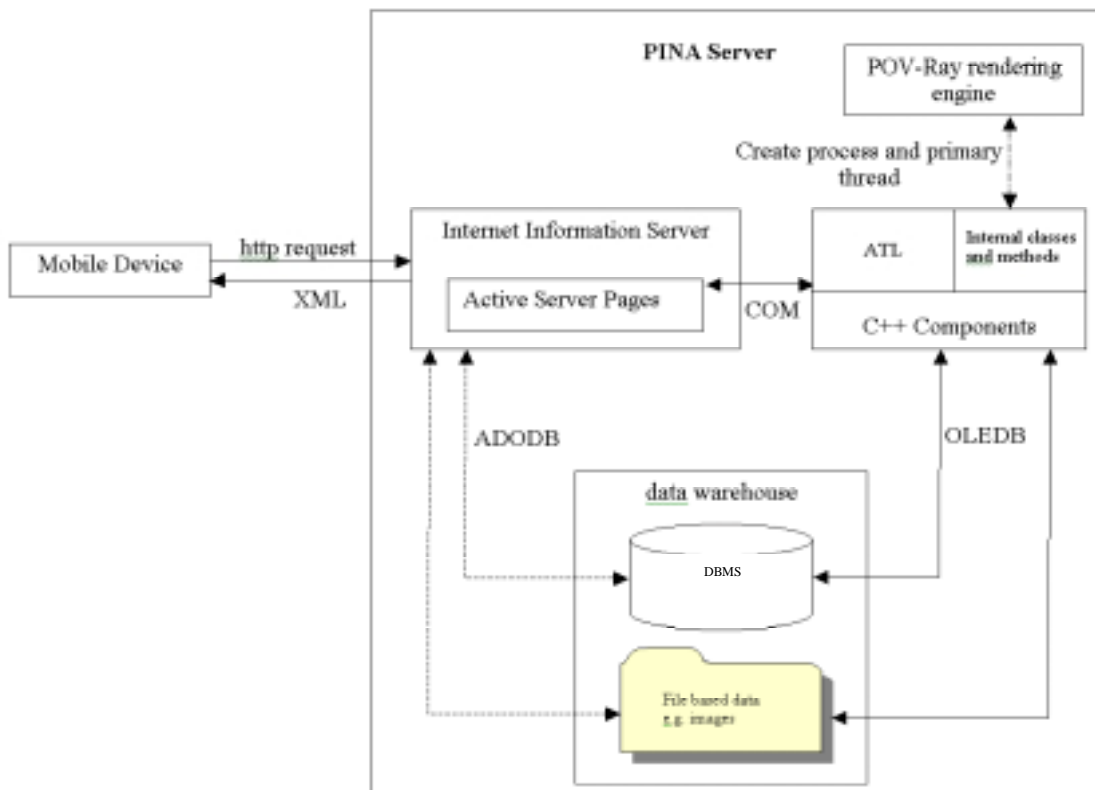 PINA Server
POV-Ray rendering
engine
Create process and primary
thread
Mobile Device
http request
XML
Internet Information Server
Active Server Pages
COM
ATL
Internal classes
and methods
C++ Components
ADODB
OLEDB
data warehouse
DBMS
File based data
e.g. images